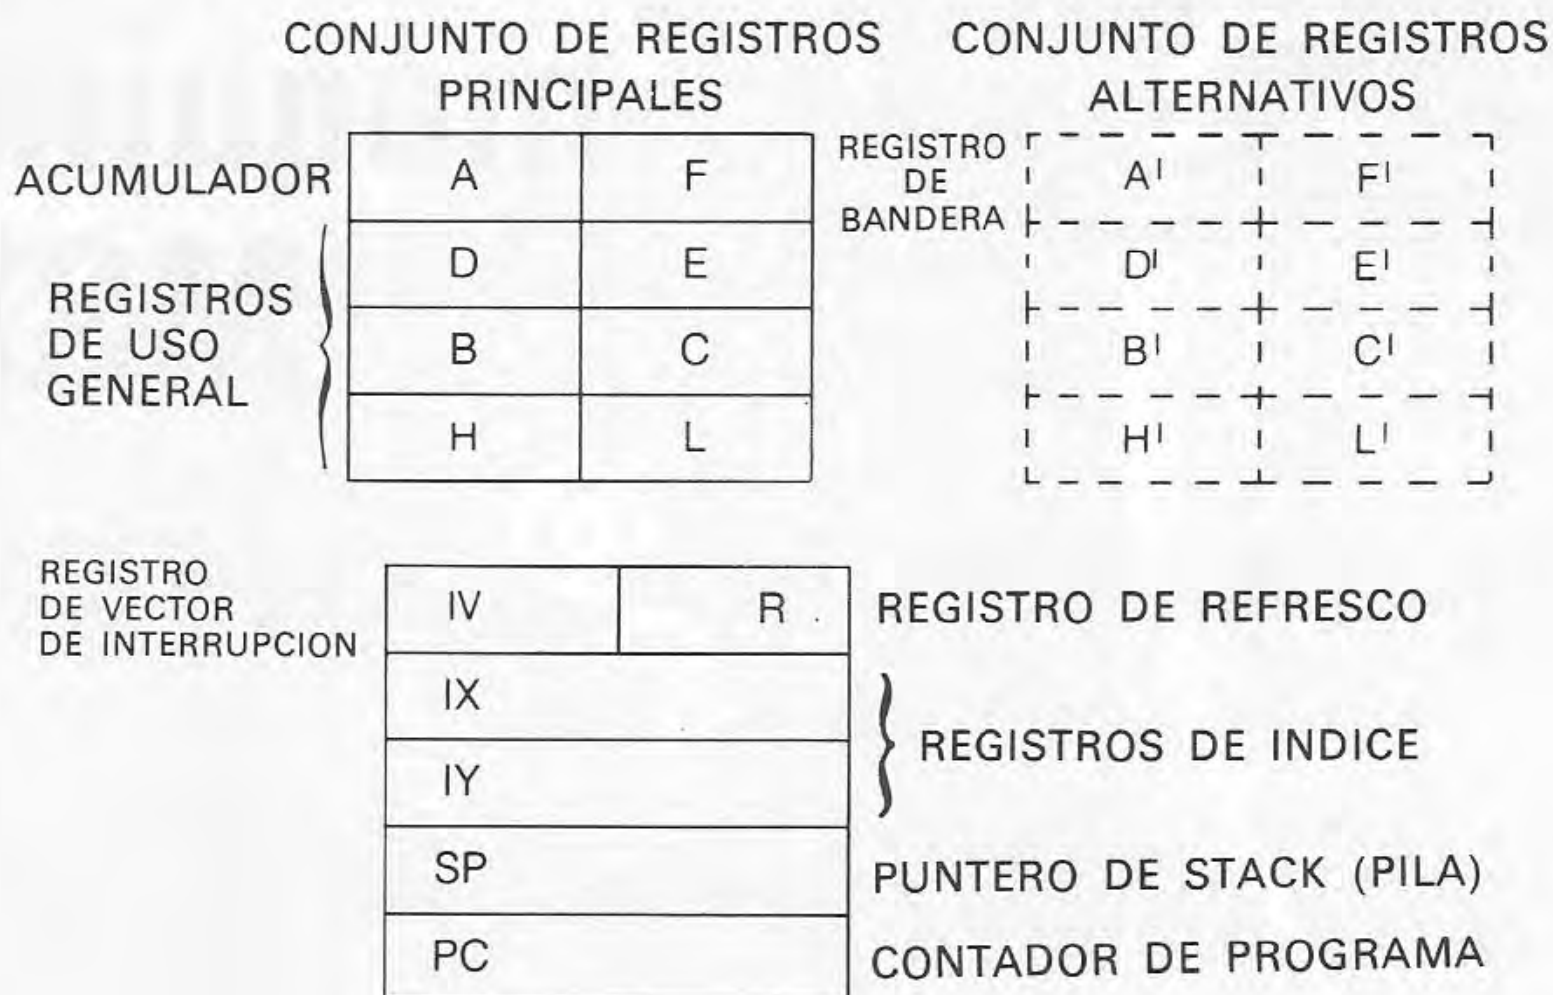 CONJUNTO DE REGISTROS
PRINCIPALES
CONJUNTO DE REGISTROS
ALTERNATIVOS
ACUMULADOR
A F
REGISTRO
DE
BANDERA
A' F'
REGISTROS
DE USO
GENERAL
D E
B C
H L
D' E'
B' C'
H' L'
REGISTRO
DE VECTOR
DE INTERRUPCION
IV R
REGISTRO DE REFRESCO
IX
IY
REGISTROS DE INDICE
SP
PUNTERO DE STACK (PILA)
PC
CONTADOR DE PROGRAMA